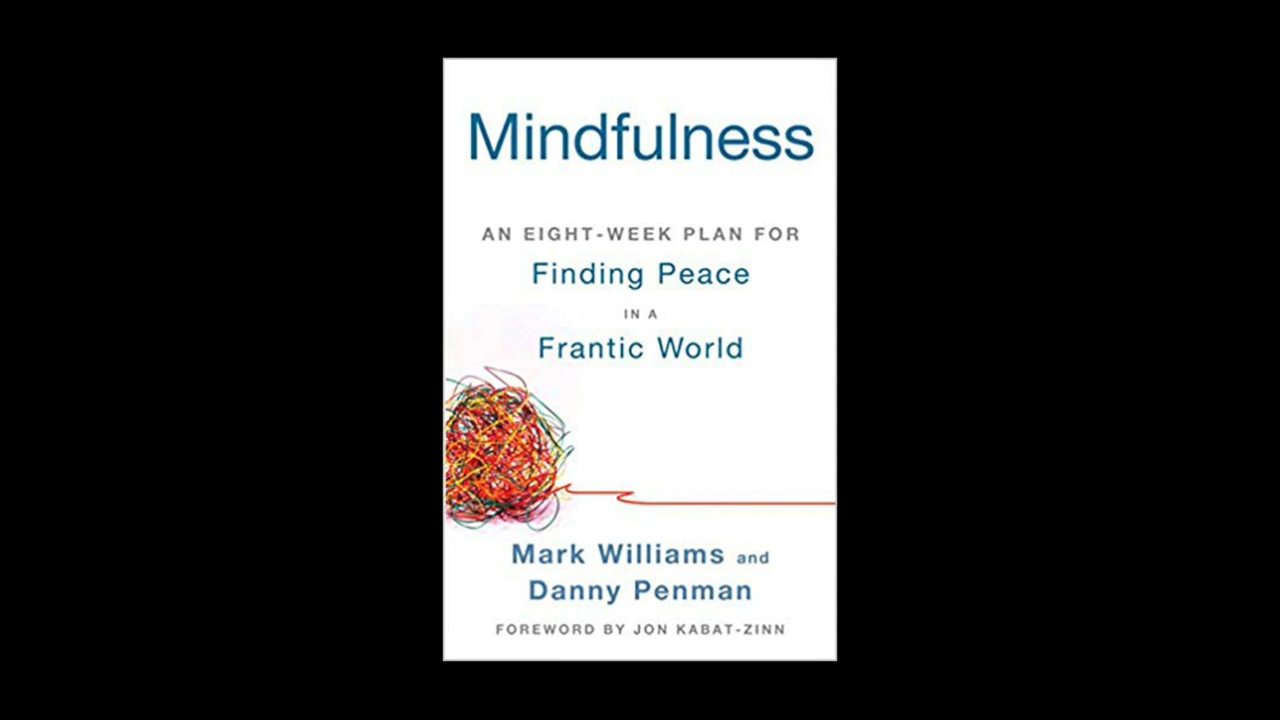 Mindfulness
AN EIGHT-WEEK PLAN FOR
Finding Peace
IN A
Frantic World
Mark Williams and
Danny Penman
FOREWORD BY JON KABAT-ZINN